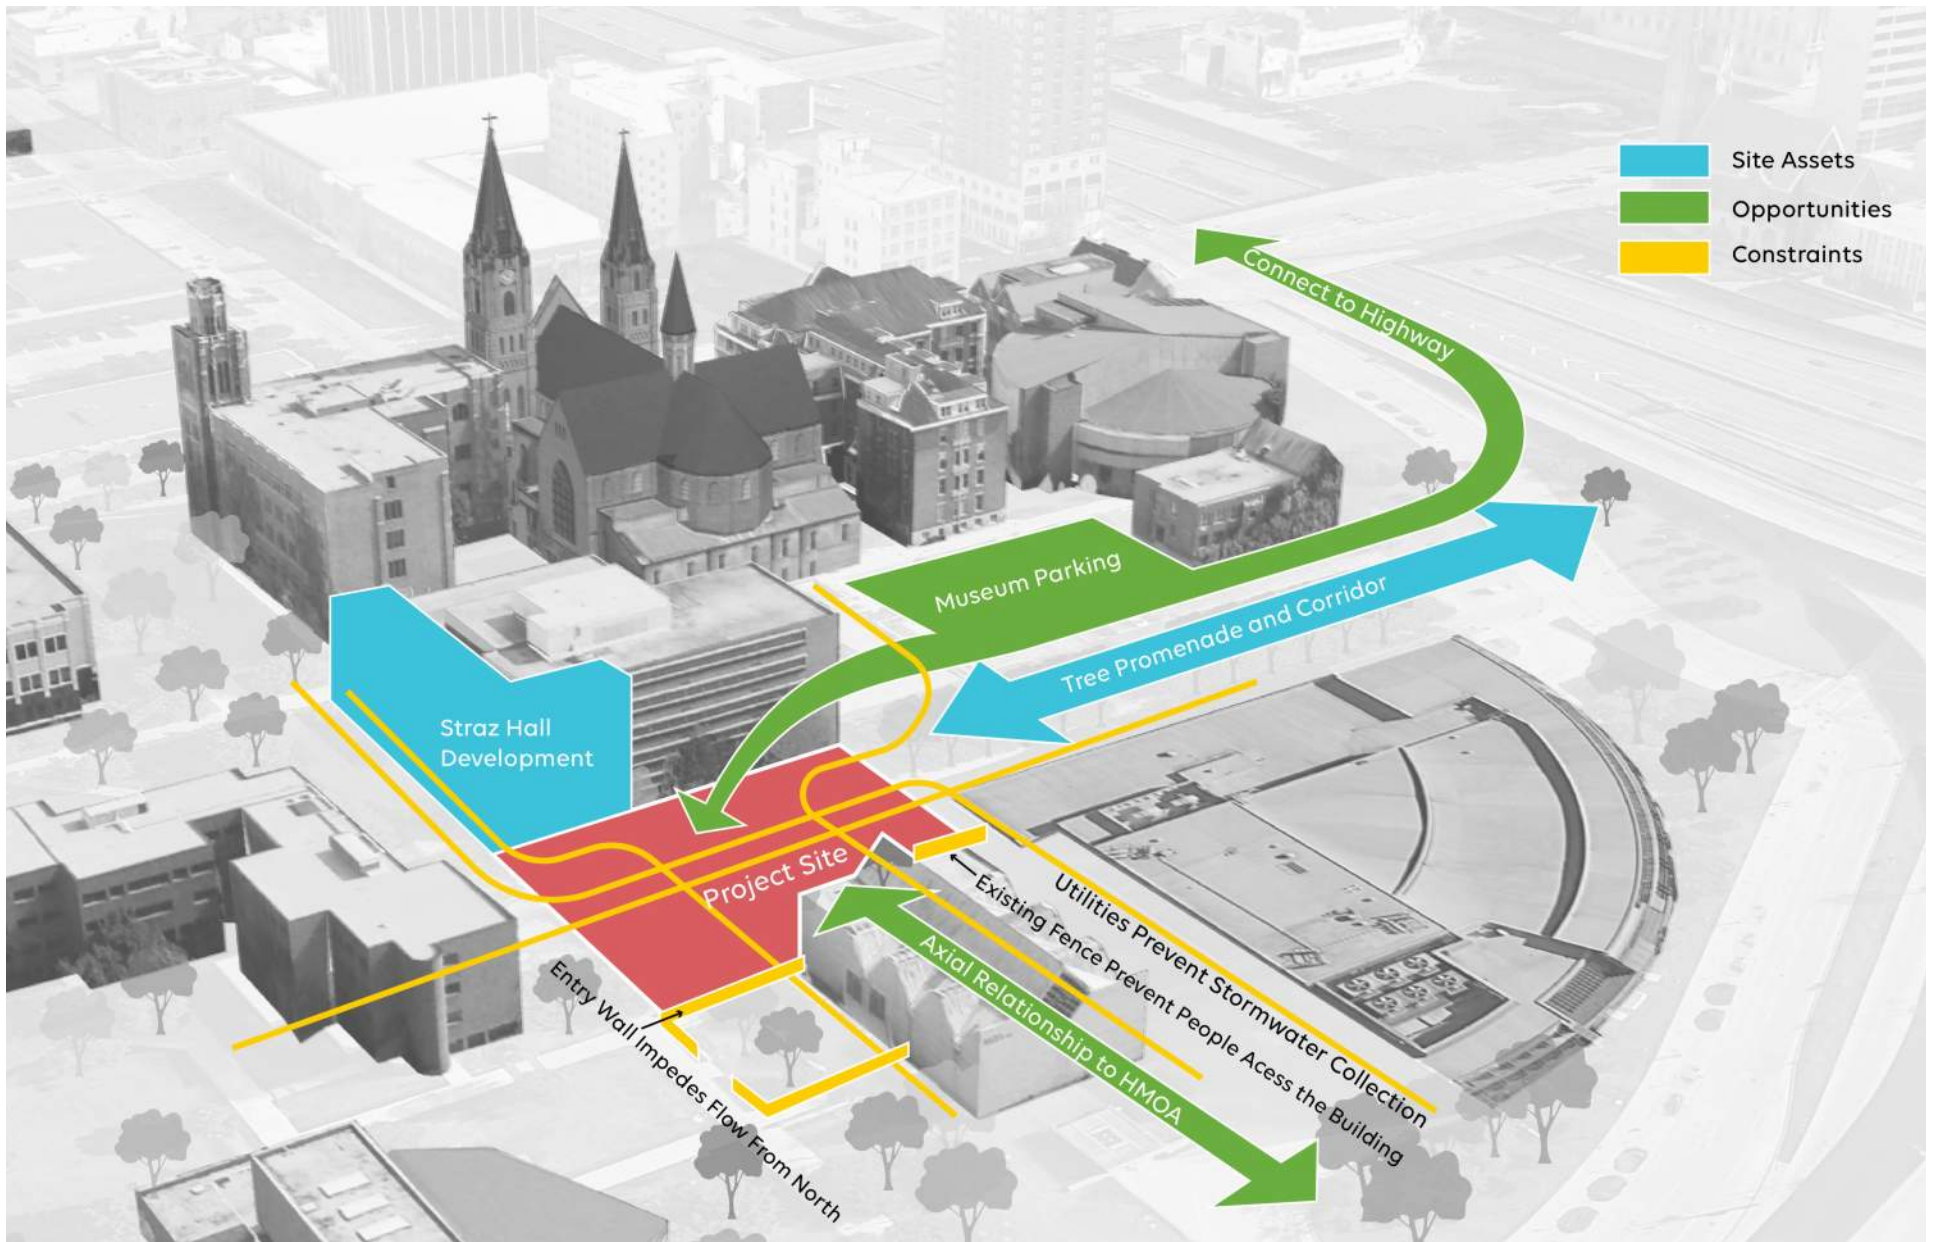 Site Assets
Opportunities
Constraints
Connect to Highway
Museum Parking
Tree Promenade and Corridor
Straz Hall
Development
Project Site
Utilities Prevent Stormwater Collection
Existing Fence Prevent People Acess the Building
Axial Relationship to HMOA
Entry Wall Impedes Flow From North